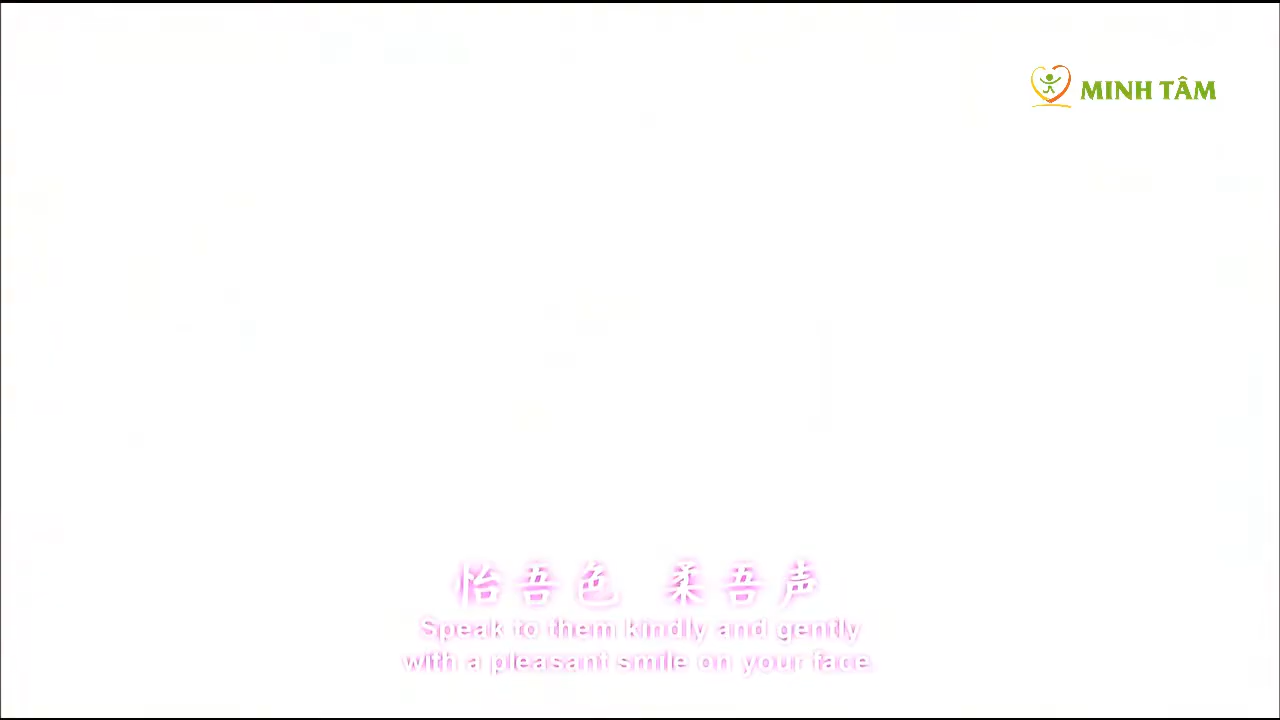 MINH TÂM
怡吾色 柔吾声
Speak to them kindly and gently
with a pleasant smile on your face